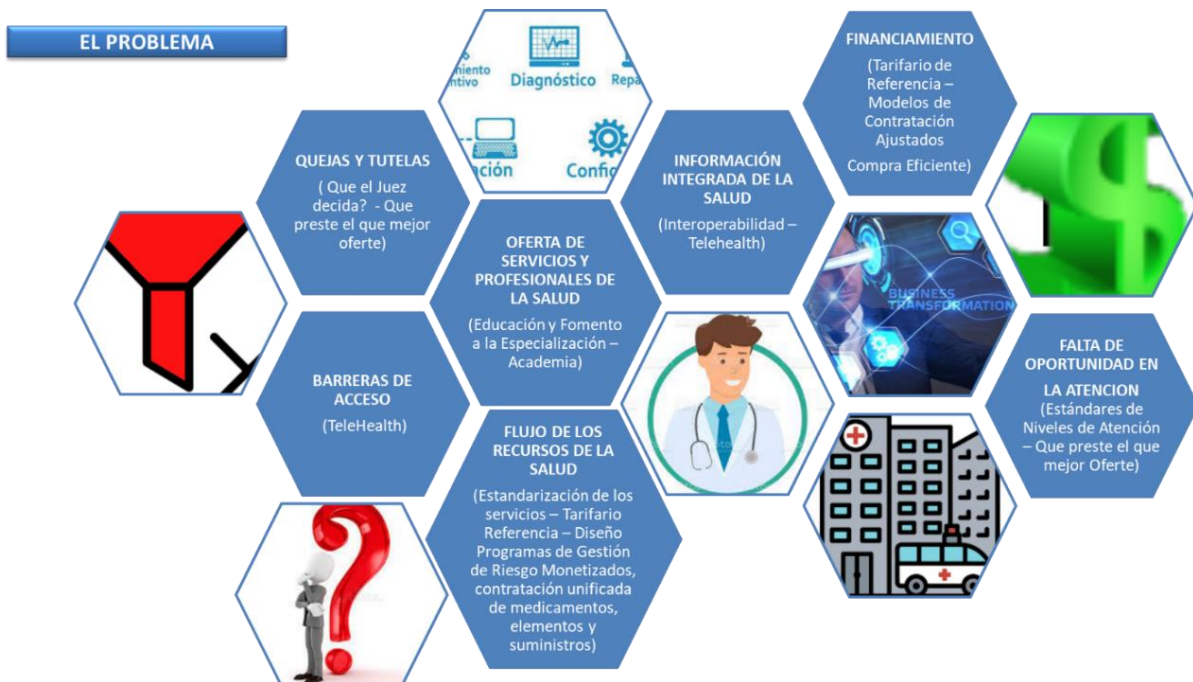 EL PROBLEMA
Diagnóstico
QUEJAS Y TUTELAS
( Que el Juez
decida?  - Que
preste el que mejor
oferte)
BARRERAS DE
ACCESO
(TeleHealth)
OFERTA DE
SERVICIOS Y
PROFESIONALES DE
LA SALUD
(Educación y Fomento
a la Especialización –
Academia)
FLUJO DE LOS
RECURSOS DE LA
SALUD
(Estandarización de los
servicios – Tarifario
Referencia – Diseño
Programas de Gestión
de Riesgo Monetizados,
contratación unificada
de medicamentos,
elementos y
suministros)
INFORMACIÓN
INTEGRADA DE LA
SALUD
(Interoperabilidad –
Telehealth)
FINANCIAMIENTO
(Tarifario de
Referencia –
Modelos de
Contratación
Ajustados
Compra Eficiente)
BUSINESS
TRANSFORMATION
FALTA DE
OPORTUNIDAD EN
LA ATENCION
(Estándares de
Niveles de Atención
– Que preste el que
mejor Oferte)